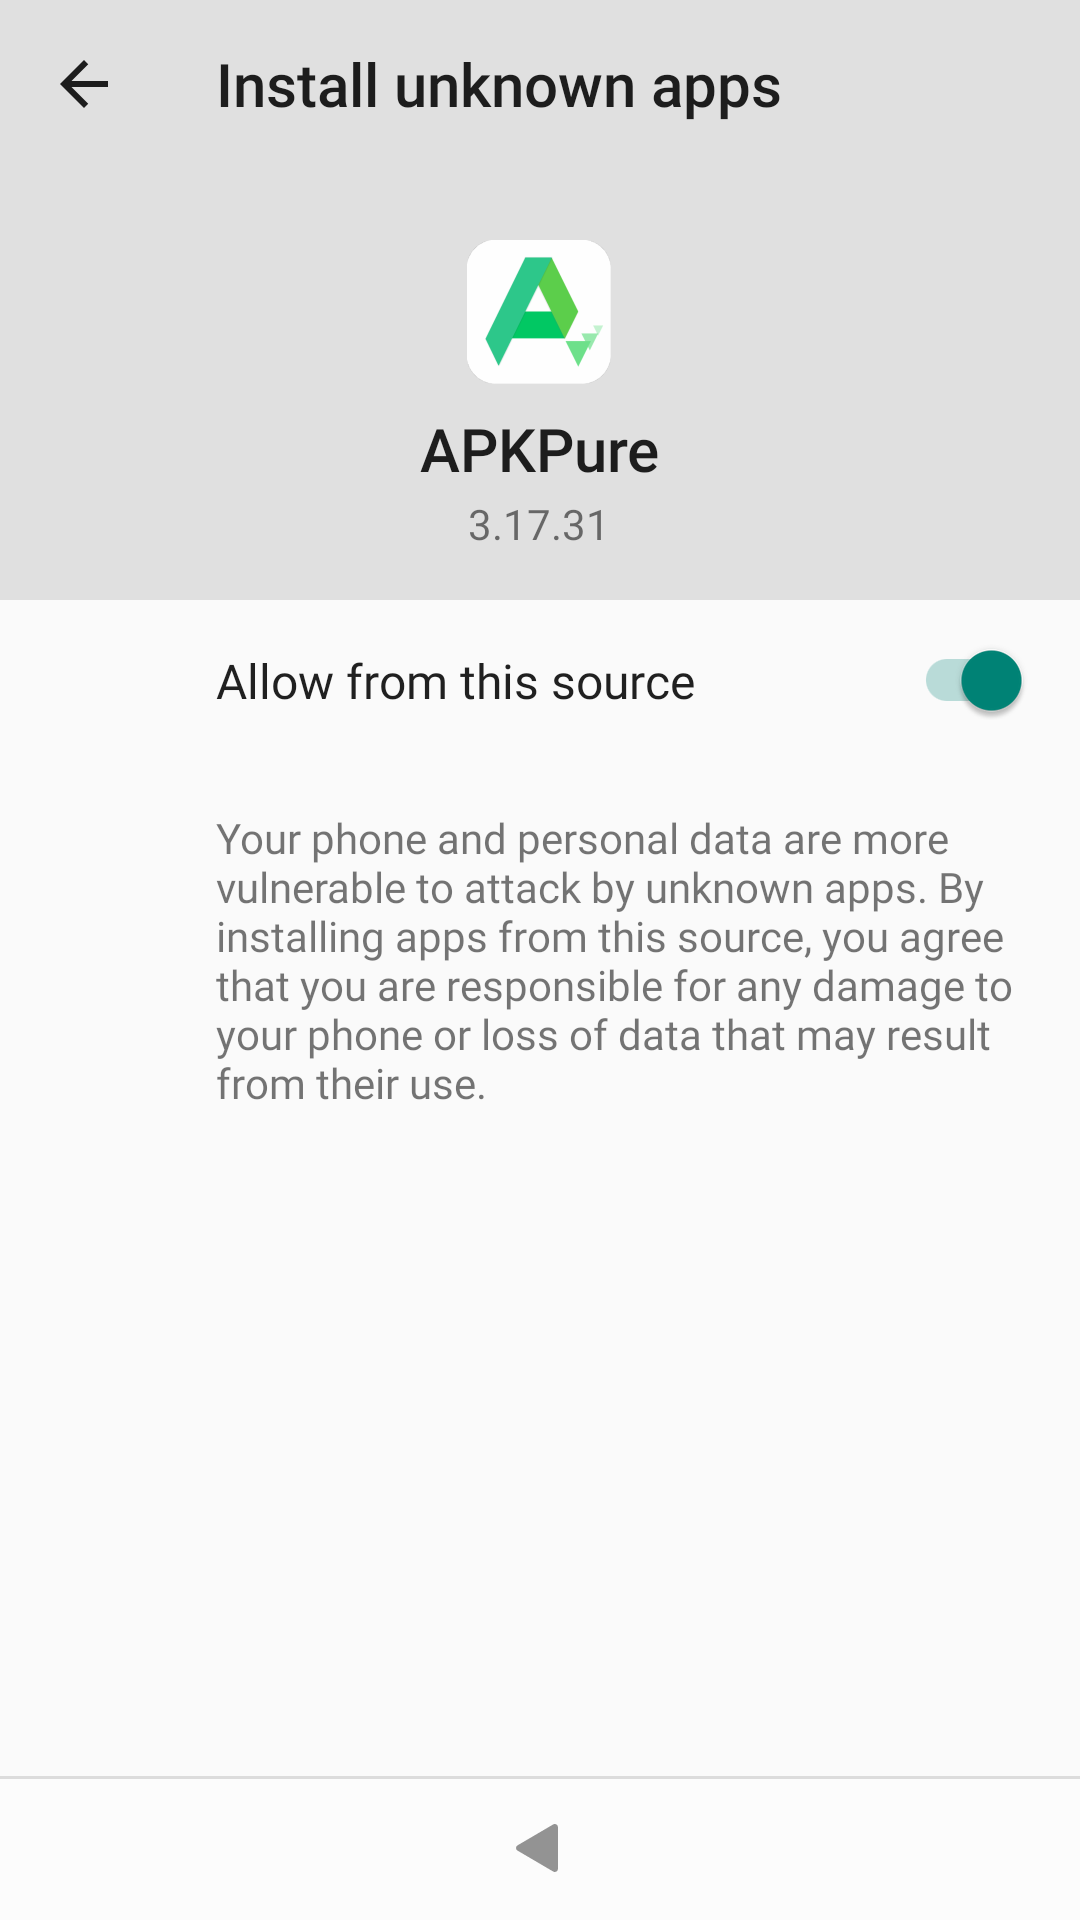 Install unknown apps
APKPure
3.17.31
Allow from this source
Your phone and personal data are more
vulnerable to attack by unknown apps. By
installing apps from this source, you agree
that you are responsible for any damage to
your phone or loss of data that may result
from their use.